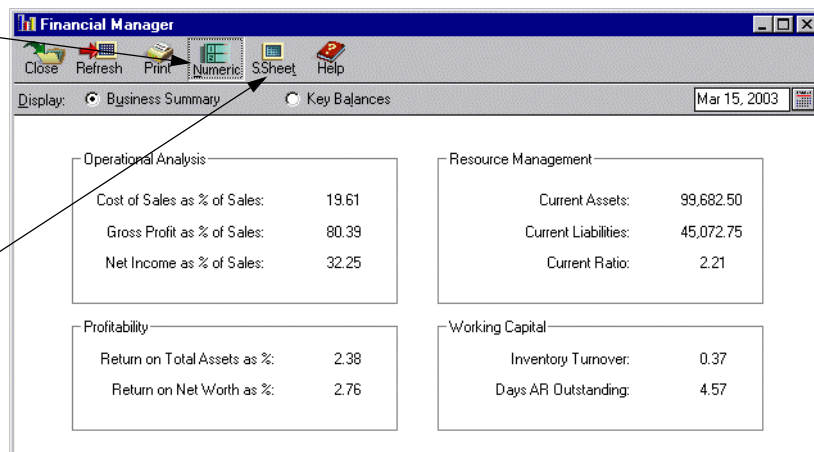 Financial Manager
Close Refresh Print Numeric S.Sheet Help
Display: Business Summary Key Balances Mar 15, 2003
Operational Analysis
Cost of Sales as % of Sales: 19.61
Gross Profit as % of Sales: 80.39
Net Income as % of Sales: 32.25
Resource Management
Current Assets: 99,682.50
Current Liabilities: 45,072.75
Current Ratio: 2.21
Profitability
Return on Total Assets as %: 2.38
Return on Net Worth as %: 2.76
Working Capital
Inventory Turnover: 0.37
Days AR Outstanding: 4.57